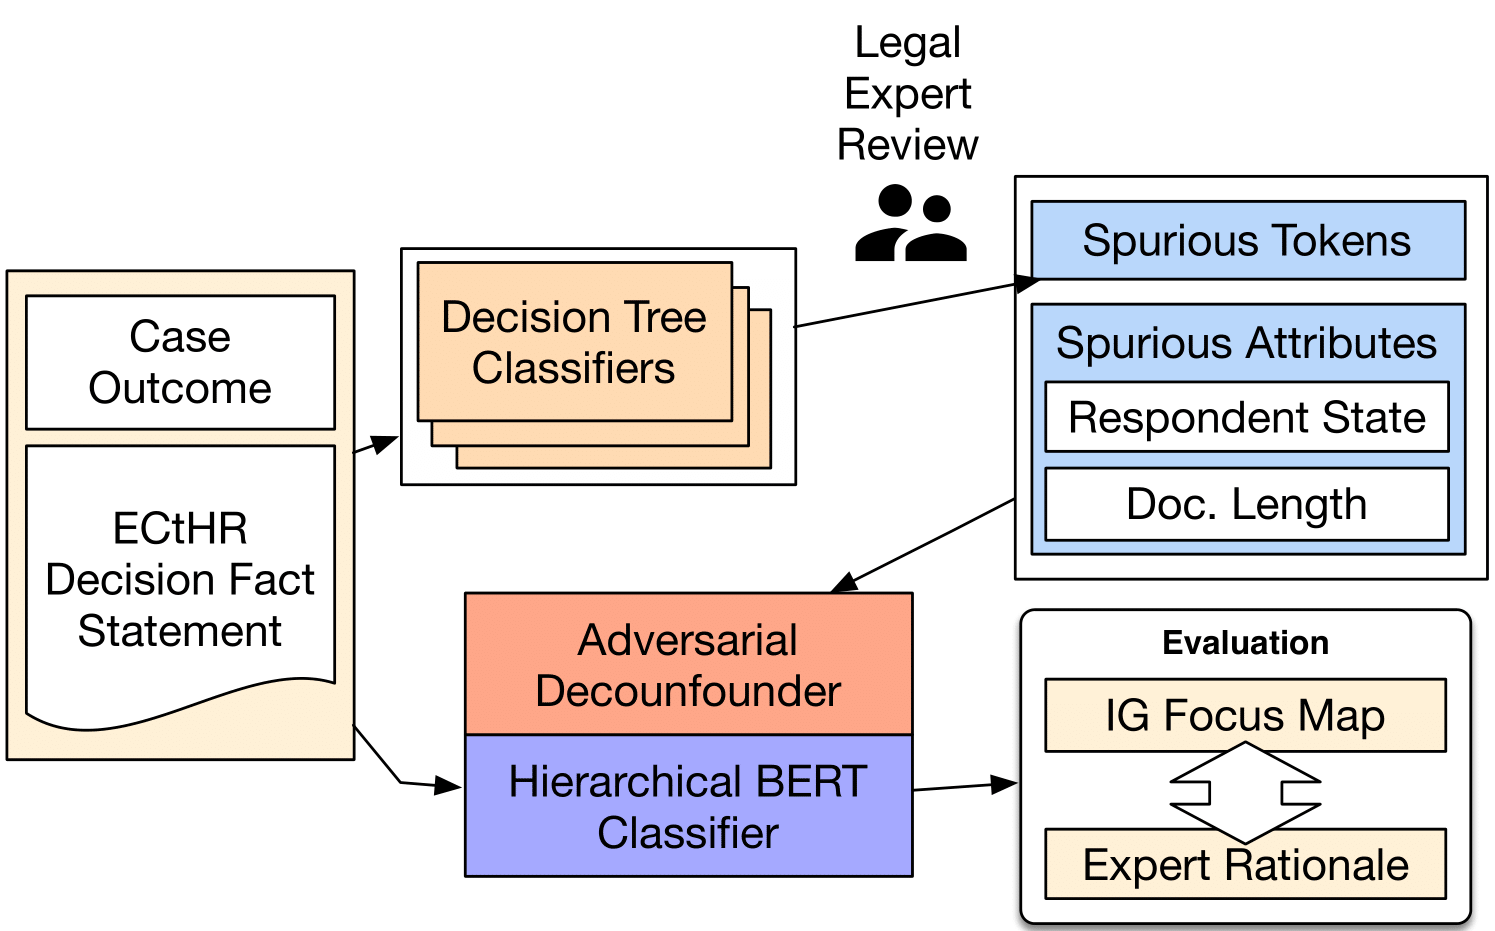 Legal
Expert
Review
Case
Outcome
ECtHR
Decision Fact
Statement
Decision Tree
Classifiers
Spurious Tokens
Spurious Attributes
Respondent State
Doc. Length
Adversarial
Decounfounder
Hierarchical BERT
Classifier
Evaluation
IG Focus Map
Expert Rationale